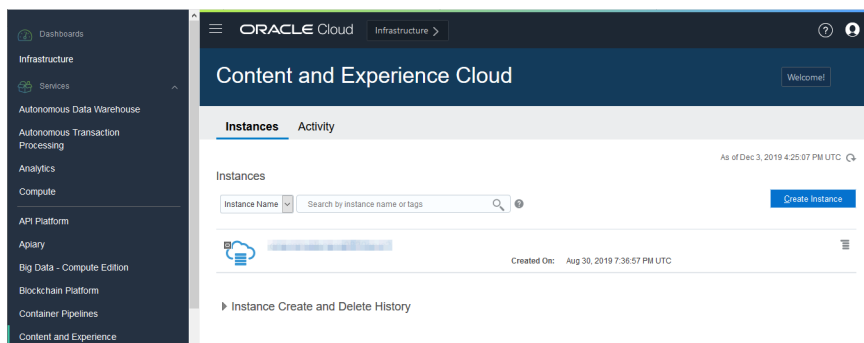 Dashboards
Infrastructure
Services
Autonomous Data Warehouse
Autonomous Transaction
Processing
Analytics
Compute
API Platform
Apiary
Big Data - Compute Edition
Blockchain Platform
Container Pipelines
Content and Experience
ORACLE Cloud Infrastructure >
Content and Experience Cloud
Welcome!
Instances Activity
As of Dec 3, 2019 4:25:07 PM UTC
Instances
Instance Name Search by instance name or tags
Create Instance
Created On: Aug 30, 2019 7:36:57 PM UTC
Instance Create and Delete History